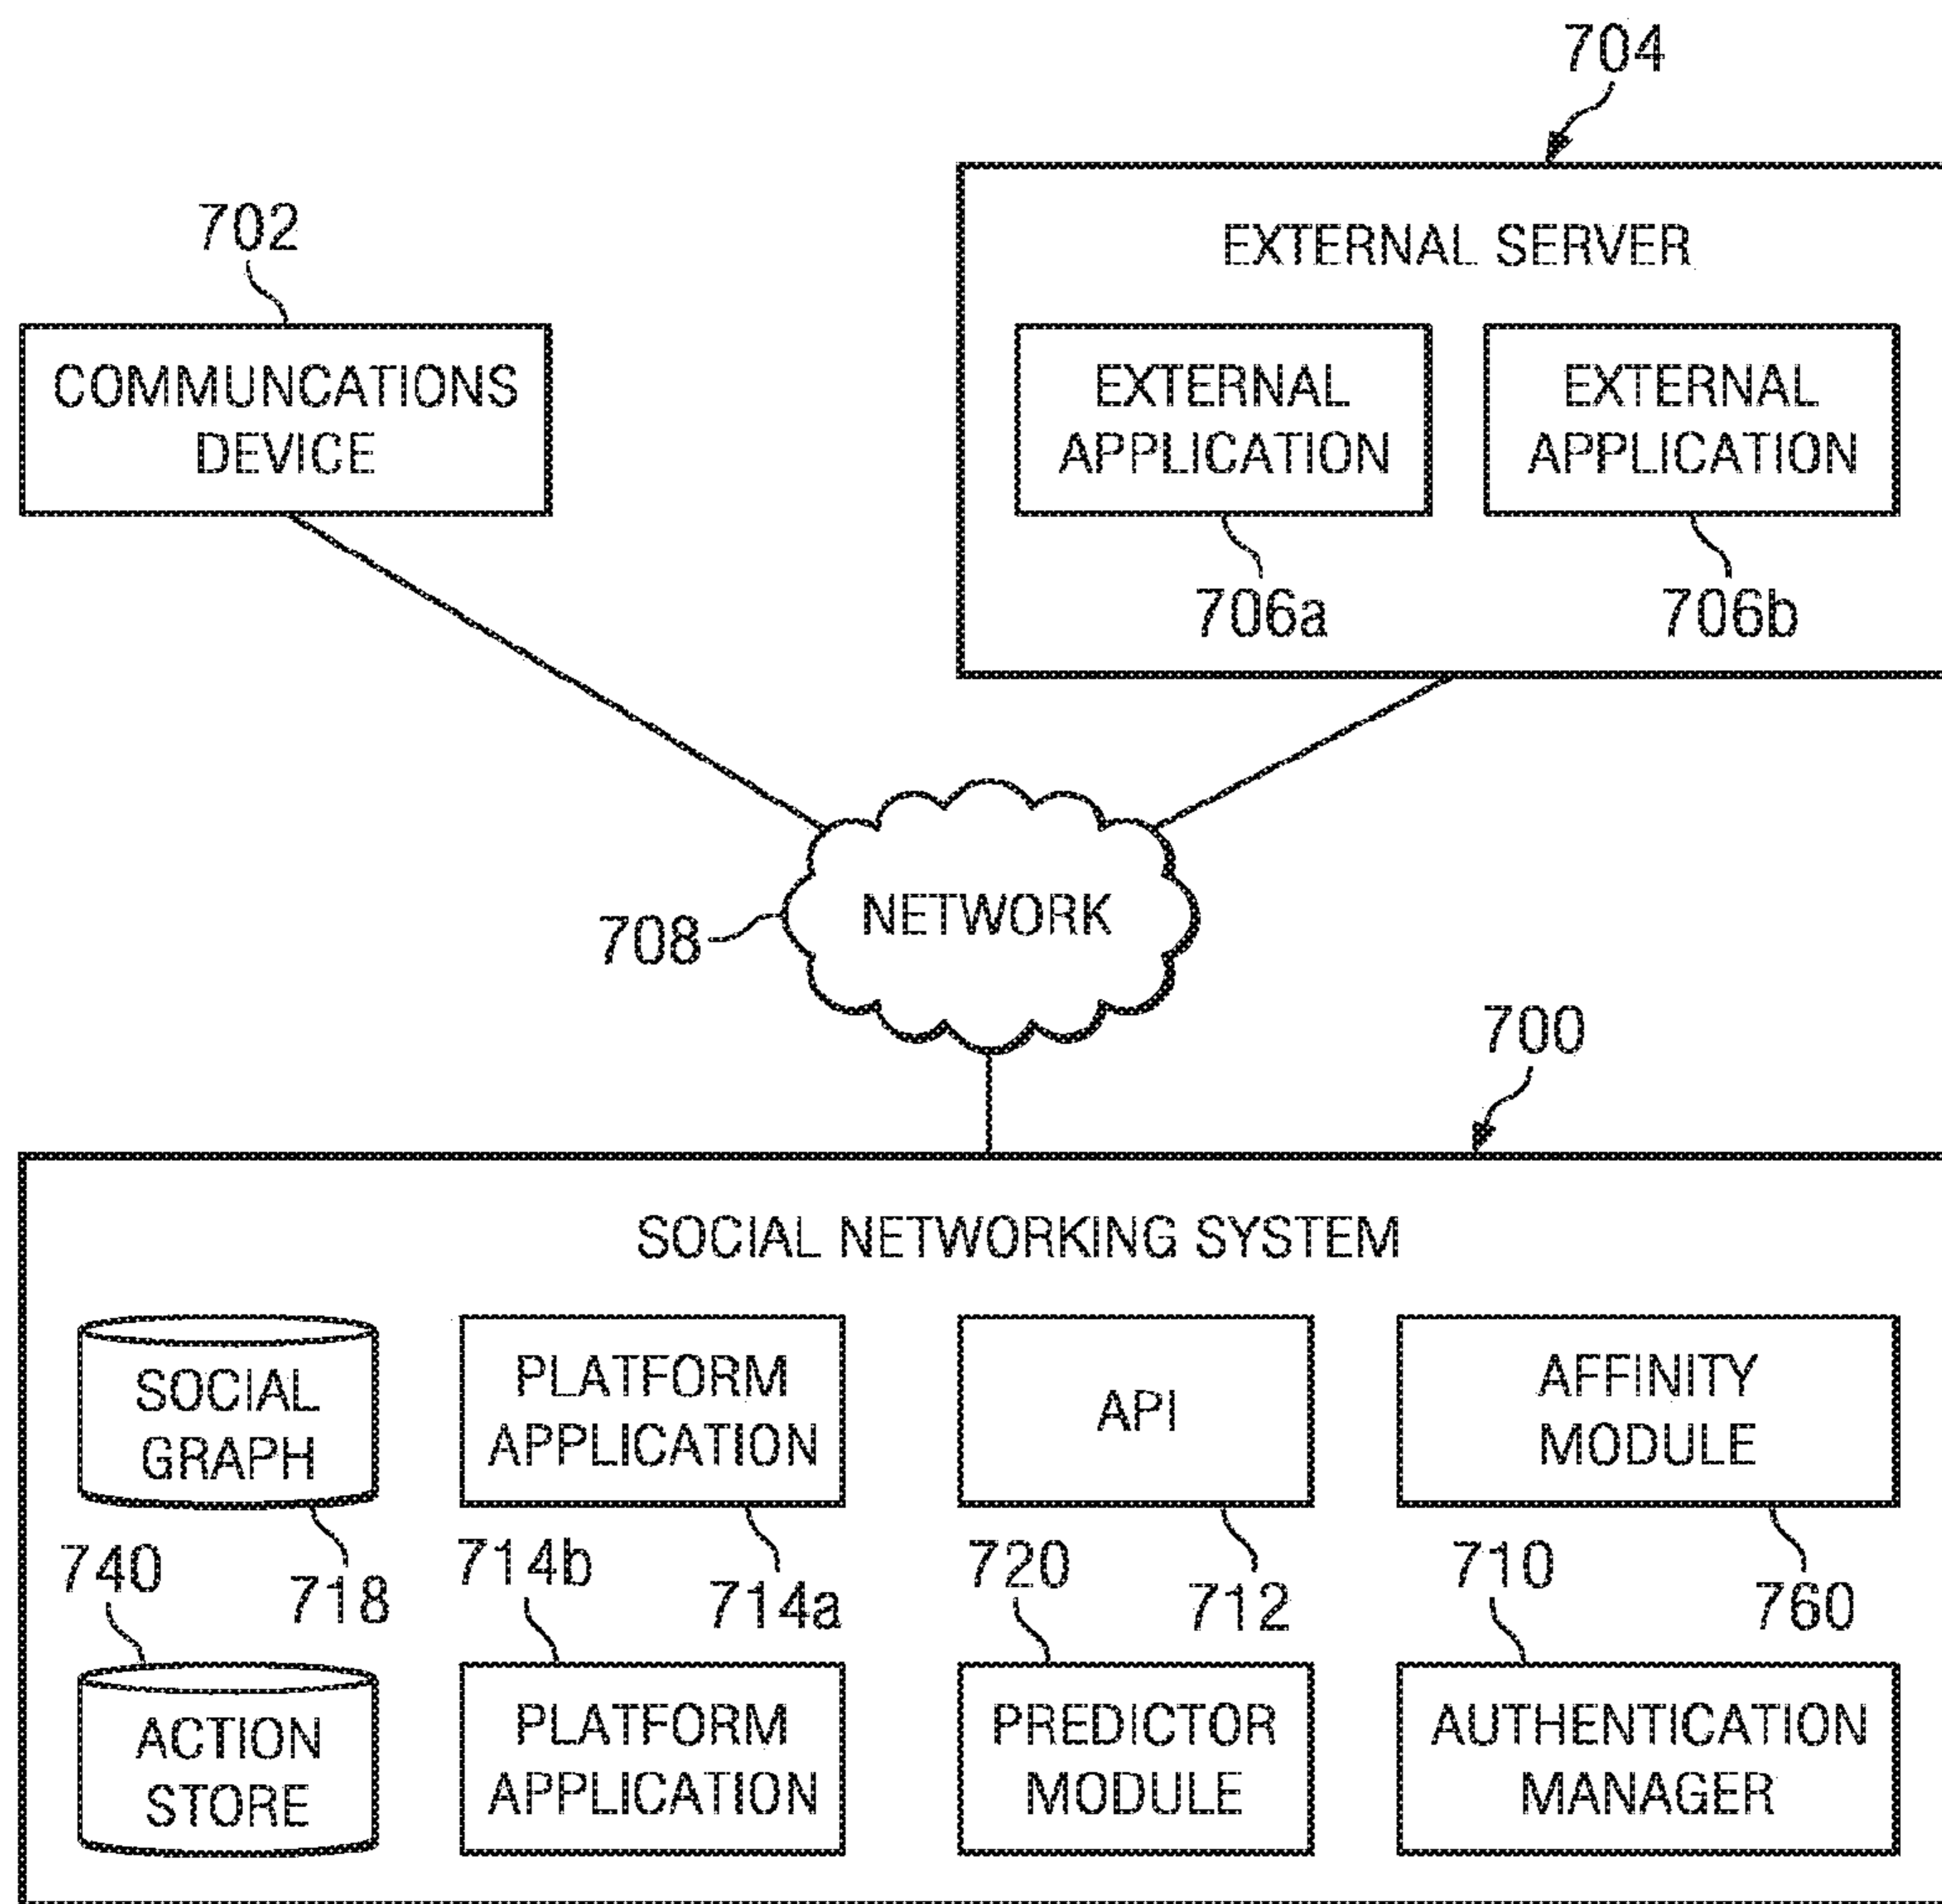 704
702
EXTERNAL SERVER
COMMUNCATIONS
DEVICE
EXTERNAL
APPLICATION
EXTERNAL
APPLICATION
706a
706b
NETWORK
708
700
SOCIAL NETWORKING SYSTEM
SOCIAL
GRAPH
PLATFORM
APPLICATION
API
AFFINITY
MODULE
740
718
714b
714a
720
712
710
760
ACTION
STORE
PLATFORM
APPLICATION
PREDICTOR
MODULE
AUTHENTICATION
MANAGER